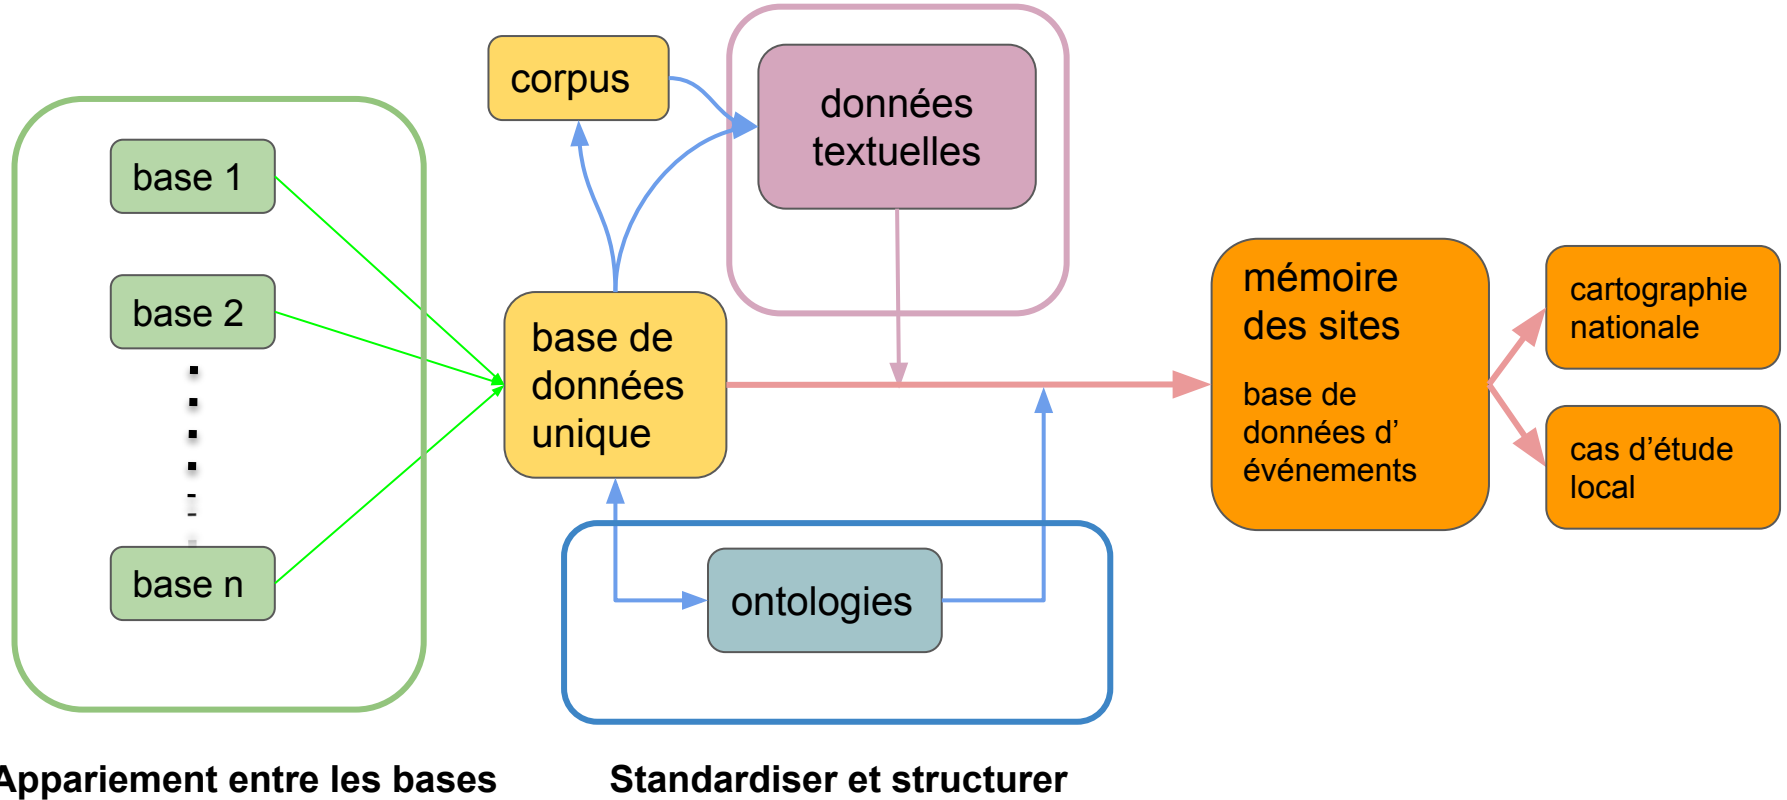 corpus
données
textuelles
base 1
base 2
base n
base de
données
unique
ontologies
mémoire
des sites
base de
données d’
événements
cartographie
nationale
cas d’étude
local
Appariement entre les bases
Standardiser et structurer